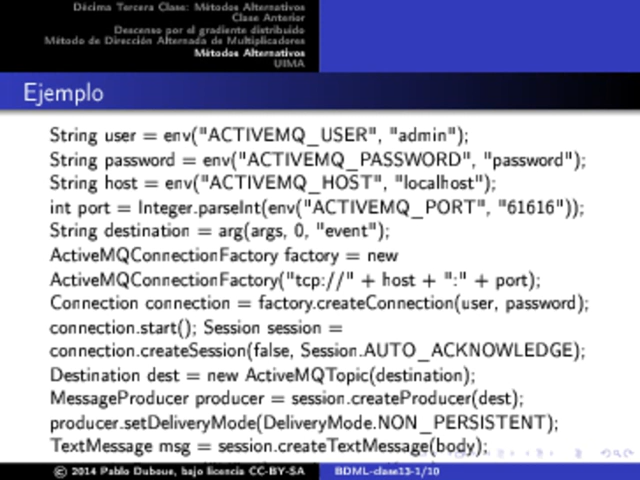 Décima Tercera Clase: Métodos Alternativos
Clase Anterior
Descenso por el gradiente distribuido
Método de Dirección Alternada de Multiplicadores
Métodos Alternativos
UIMA
Ejemplo
String user = env("ACTIVEMQ_USER", "admin");
String password = env("ACTIVEMQ_PASSWORD", "password");
String host = env("ACTIVEMQ_HOST", "localhost");
int port = Integer.parseInt(env("ACTIVEMQ_PORT", "61616"));
String destination = arg(args, 0, "event");
ActiveMQConnectionFactory factory = new
ActiveMQConnectionFactory("tcp://" + host + ":" + port);
Connection connection = factory.createConnection(user, password);
connection.start(); Session session =
connection.createSession(false, Session.AUTO_ACKNOWLEDGE);
Destination dest = new ActiveMQTopic(destination);
MessageProducer producer = session.createProducer(dest);
producer.setDeliveryMode(DeliveryMode.NON_PERSISTENT);
TextMessage msg = session.createTextMessage(body);
© 2014 Pablo Duboue, bajo licencia CC-BY-SA BDML-clase13-1/10